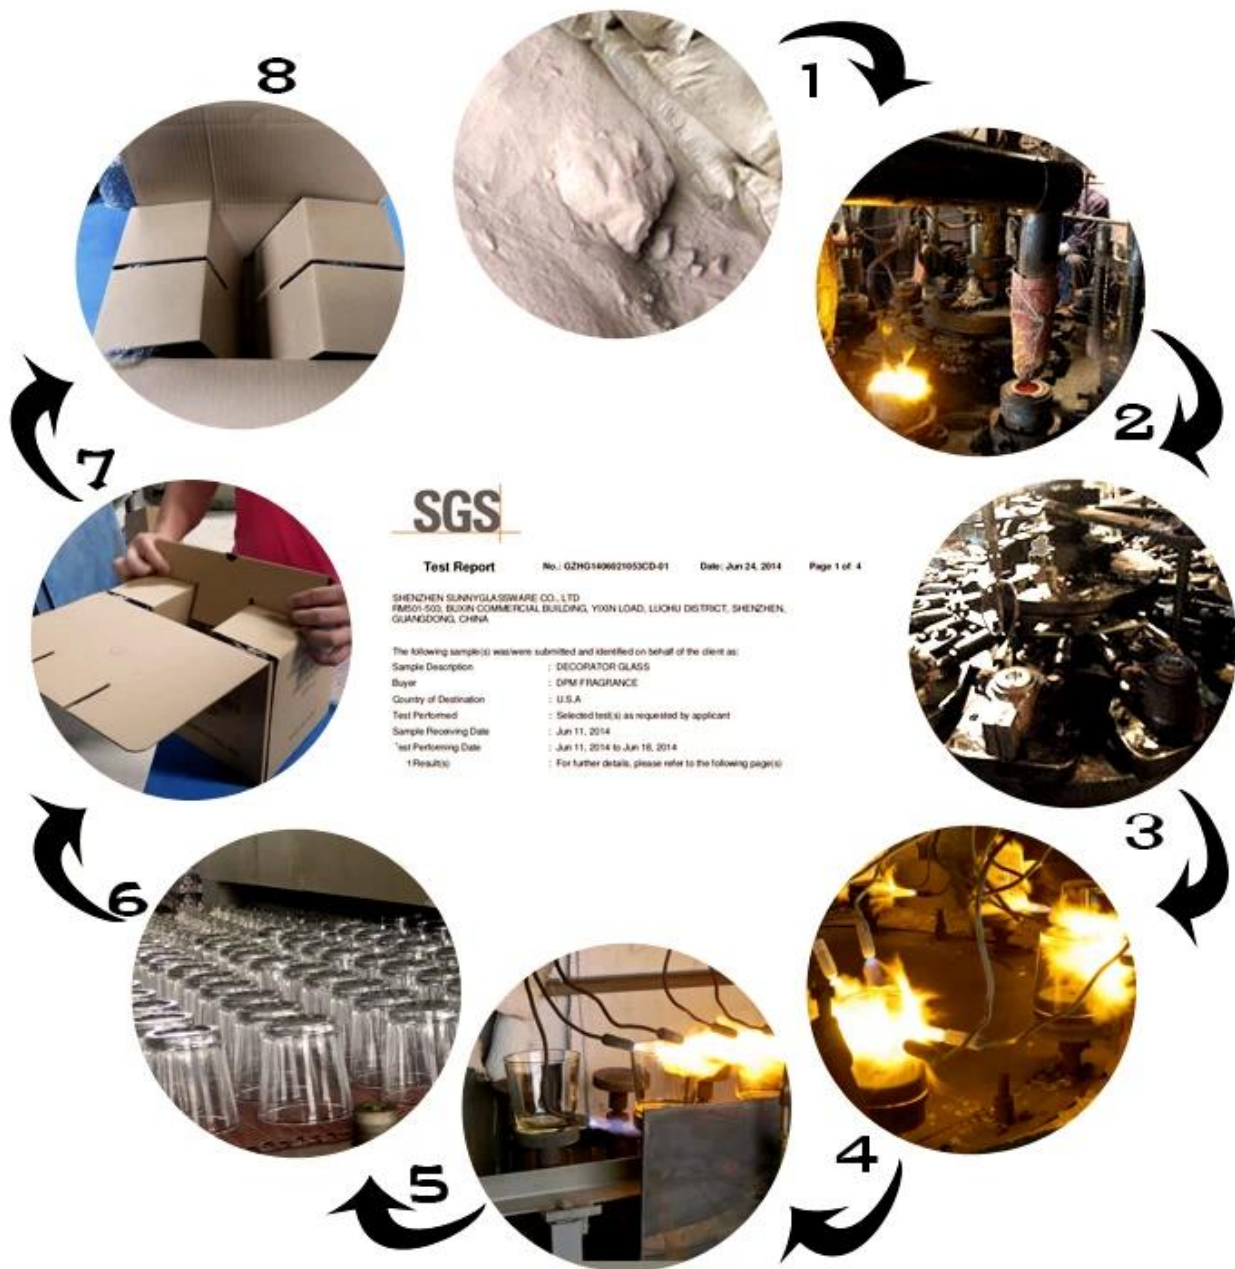 8
1
2
7
SGS
Test Report No.: GZHG1406021053CD-01 Date: Jun 24, 2014 Page 1 of 4
SHENZHEN SUNNYGLASSWARE CO., LTD
RM501-503, BUXIN COMMERCIAL BUILDING, YIXIN LOAD, LUOHU DISTRICT, SHENZHEN,
GUANGDONG, CHINA
The following sample(s) was/were submitted and identified on behalf of the client as:
Sample Description : DECORATOR GLASS
Buyer : DPM FRAGRANCE
Country of Destination : U.S.A
Test Performed : Selected test(s) as requested by applicant
Sample Receiving Date : Jun 11, 2014
Test Performing Date : Jun 11, 2014 to Jun 18, 2014
t Result(s) : For further details, please refer to the following page(s)
3
6
4
5